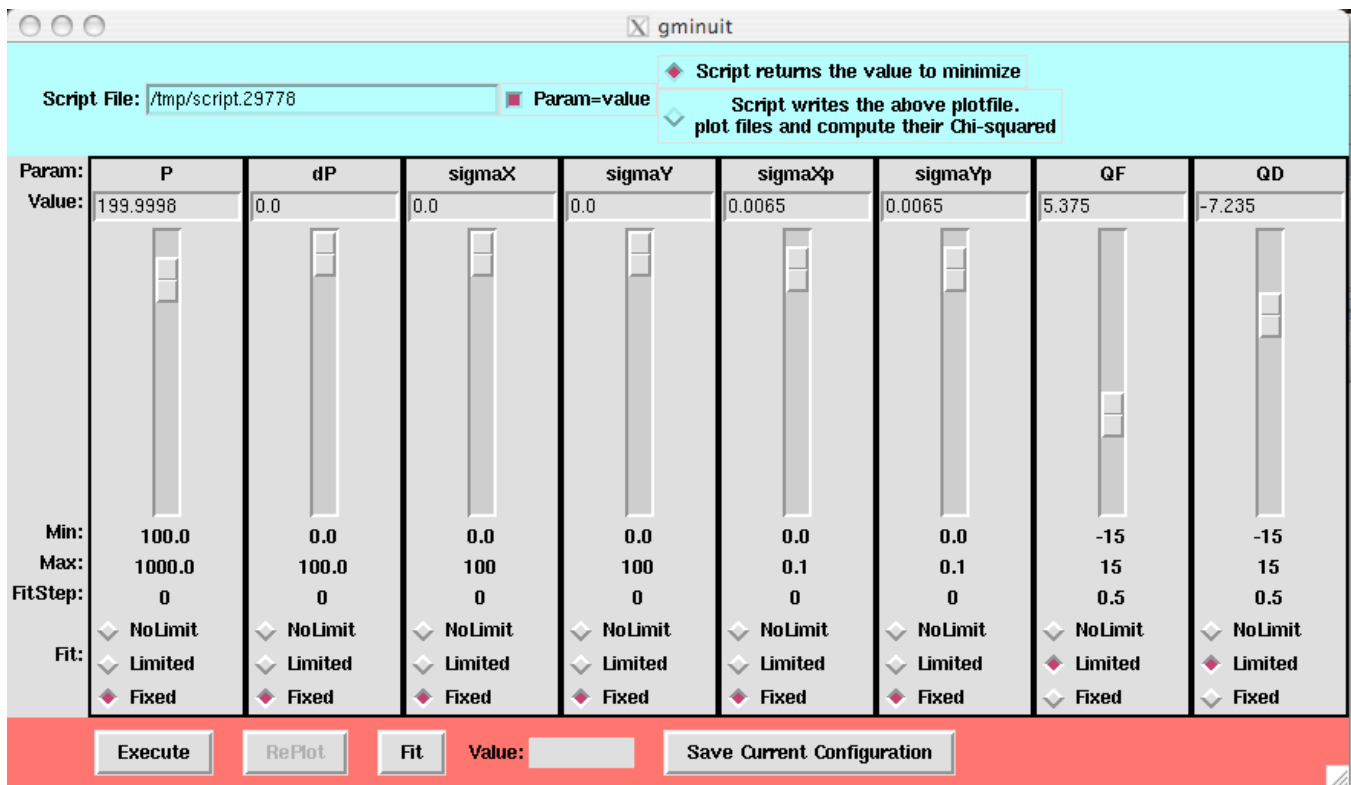 gminuit
Script File: /tmp/script.29778 Param=value
Script returns the value to minimize
Script writes the above plotfile.
plot files and compute their Chi-squared
Param: P dP sigmaX sigmaY sigmaXp sigmaYp QF QD
Value: 199.9998 0.0 0.0 0.0 0.0065 0.0065 5.375 -7.235
Min: 100.0 0.0 0.0 0.0 0.0 0.0 -15 -15
Max: 1000.0 100.0 100 100 0.1 0.1 15 15
FitStep: 0 0 0 0 0 0 0.5 0.5
NoLimit NoLimit NoLimit NoLimit NoLimit NoLimit NoLimit NoLimit
Fit: Limited Limited Limited Limited Limited Limited Limited Limited
Fixed Fixed Fixed Fixed Fixed Fixed Fixed Fixed
Execute RePlot Fit Value: Save Current Configuration